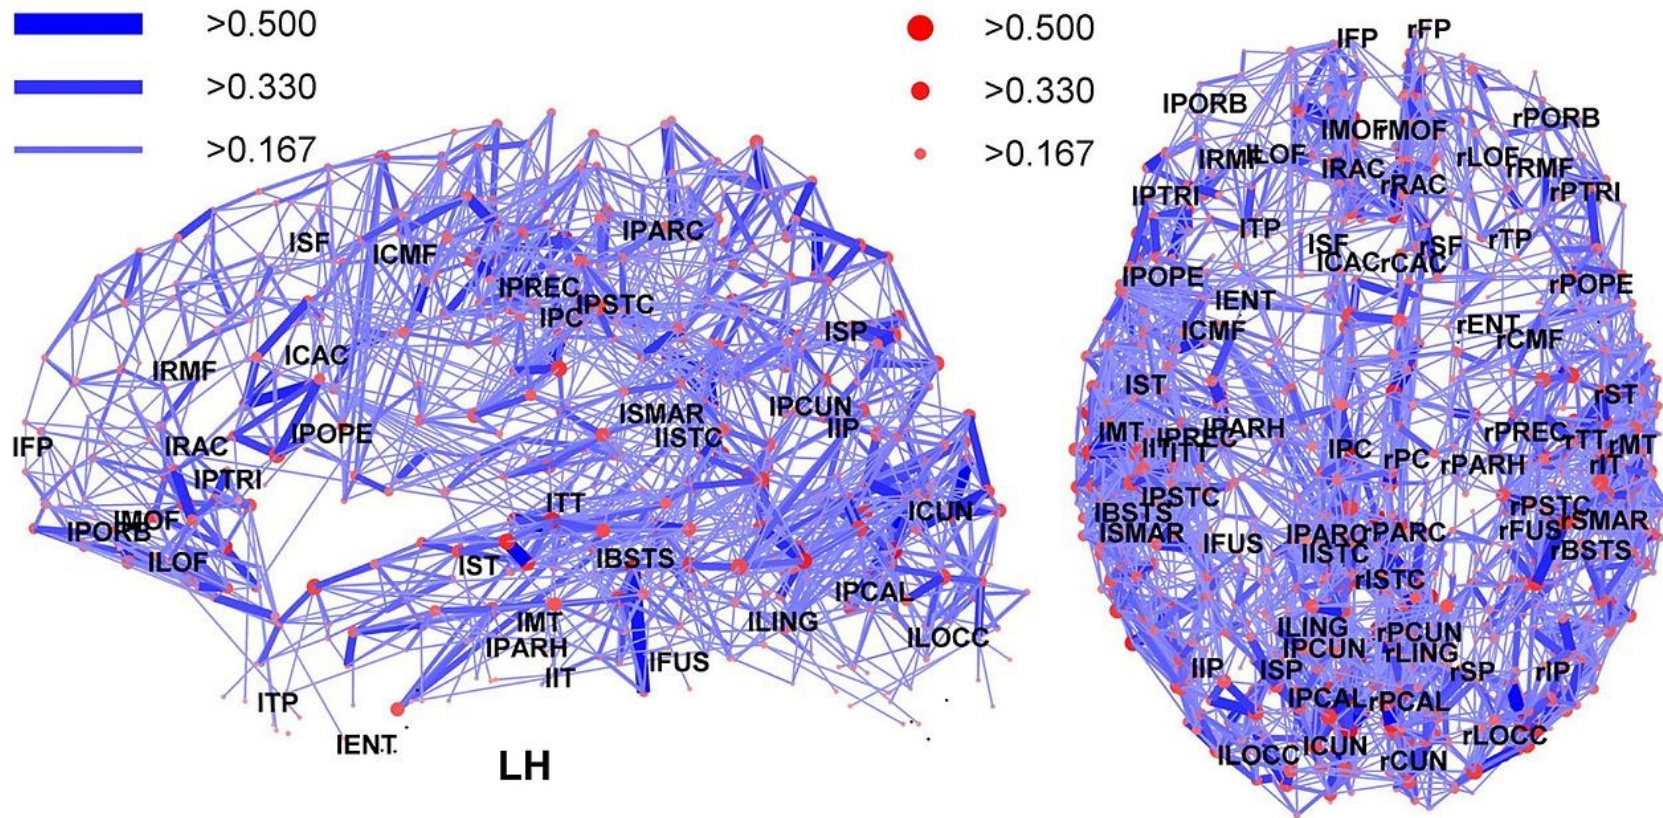 >0.500
>0.330
>0.167
lSF
lCMF
lPARC
lPREC
lPSTC
lPC
lSP
lCAC
lRMF
lSMAR
lPCUN
lISTC
lIP
lFP
lRAC
lPOPE
lPTRI
lTT
lCUN
lMOF
lPORB
lLOF
lST
lBSTS
lPCAL
lMT
lLING
lPARH
lLOCC
lIT
lFUS
lTP
lENT
LH
>0.500
>0.330
>0.167
lFP rFP
lPORB rPORB
lMOF rMOF
lRMF lLOF rLOF rRMF
lRAC rRAC
lPTRI rPTRI
lTP lSF rSF rTP
lCAC rCAC
lPOPE rPOPE
lENT rENT
lCMF rCMF
lST rST
lMT lPREC lPARH rPREC rTT rMT
lIT lTT lPC rPC rPARH rIT
lPSTC rPSTC
lBSTS rSMAR
lSMAR lFUS lPARC rPARC rFUS
lISTC rBSTS
rISTC
lLING rPCUN
lPCUN rLING
lIP lSP rSP rIP
lPCAL rPCAL
lLOCC lCUN rCUN rLOCC